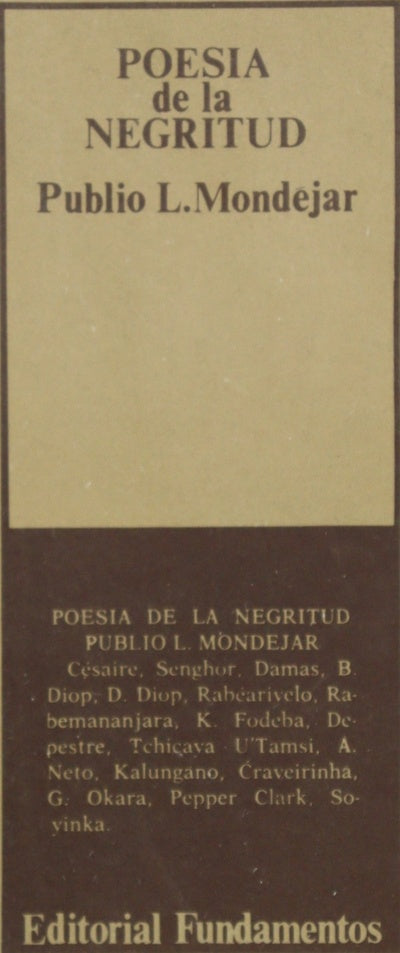 POESIA
de la
NEGRITUD
Publio L. Mondejar
POESIA DE LA NEGRITUD
PUBLIO L. MONDEJAR
Césaire, Senghor, Damas, B.
Diop, D. Diop, Rabéarivelo, Ra-
bemananjara, K. Fodeba, De-
pestre, Tchicaya U'Tamsi, A.
Neto, Kalungano, Craveirinha,
G. Okara, Pepper Clark, So-
yinka.
Editorial Fundamentos